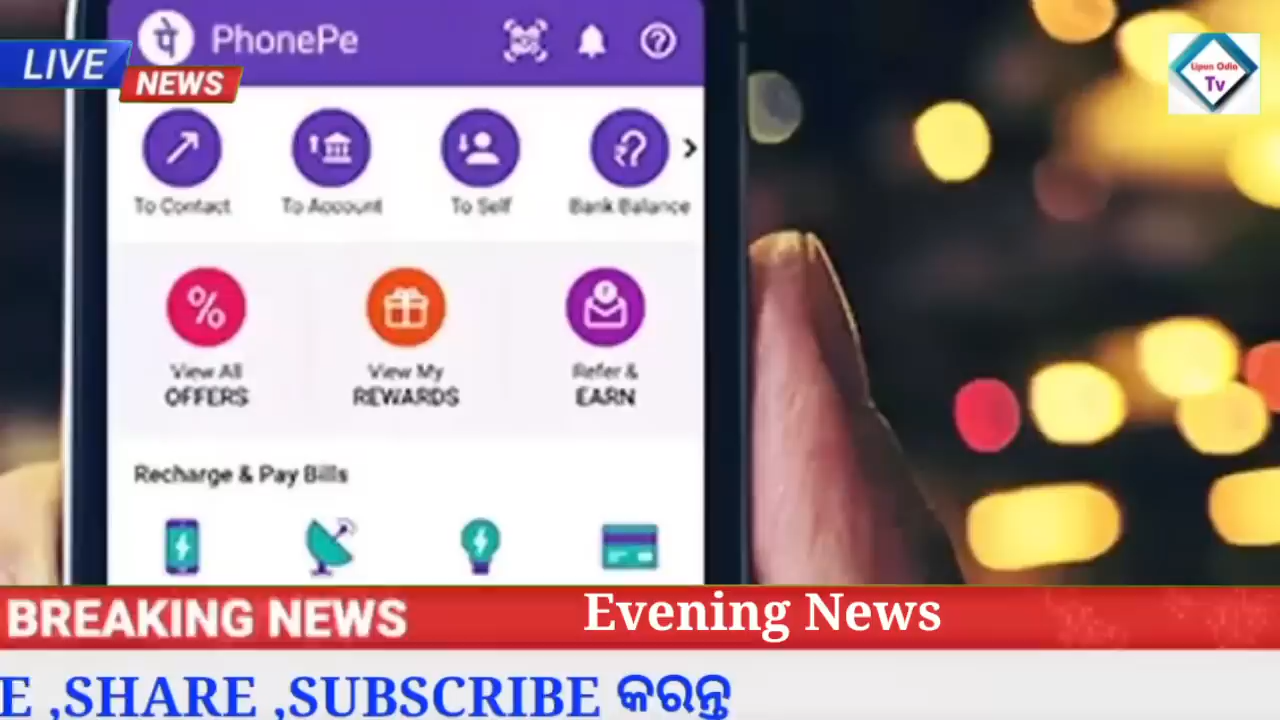 पे PhonePe
LIVE
NEWS
Lipun Odia
Tv
To Contact To Account To Self Bank Balance
View All
OFFERS
View My
REWARDS
Refer &
EARN
Recharge & Pay Bills
BREAKING NEWS
Evening News
E ,SHARE ,SUBSCRIBE କରନ୍ତୁ